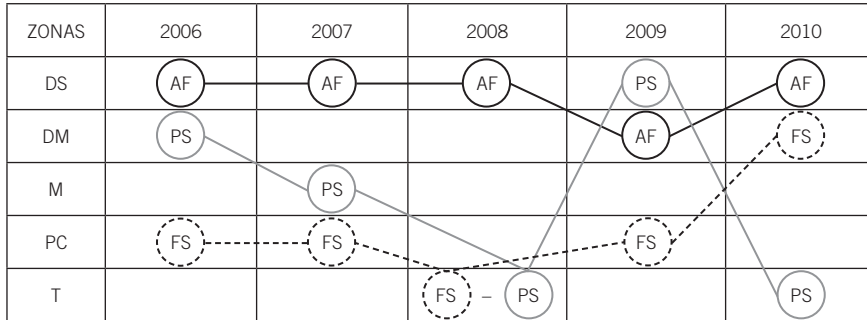 ZONAS 2006 2007 2008 2009 2010
DS AF AF AF PS AF
DM PS AF FS
M PS
PC FS FS FS
T FS – PS PS